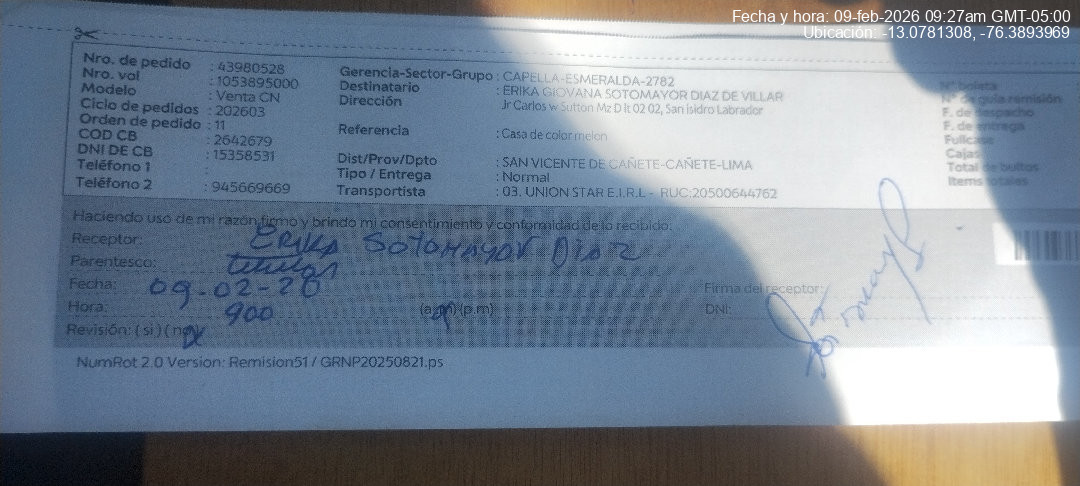 Fecha y hora: 09-feb-2026 09:27am GMT-05:00
Ubicación: -13.0781308, -76.3893969
Nro. de pedido : 43980528
Nro. vol : 1053895000
Modelo : Venta CN
Ciclo de pedidos : 202603
Orden de pedido : 11
COD CB : 2642679
DNI DE CB : 15358531
Teléfono 1 :
Teléfono 2 : 945669669
Gerencia-Sector-Grupo : CAPELLA-ESMERALDA-2782
Destinatario : ERIKA GIOVANA SOTOMAYOR DIAZ DE VILLAR
Dirección Jr Carlos w Sutton Mz D lt 02 02, San Isidro Labrador
Referencia : Casa de color melon
Dist/Prov/Dpto : SAN VICENTE DE CAÑETE-CAÑETE-LIMA
Tipo / Entrega : Normal
Transportista : 03. UNION STAR E.I.R.L - RUC:20500644762
N° boleta
N° de guia remisión
F. de despacho
F. de entrega
Fullcase
Cajas
Total de bultos
Items totales
Haciendo uso de mi razón firmo y brindo mi consentimiento y conformidad de lo recibido.
Receptor: ERIKA SOTOMAYOR DIAZ
Parentesco: titular
Fecha: 09-02-26
Hora: 900 (a.m)(p.m)
Revisión: ( si ) ( no )
Firma del receptor:
DNI:
NumRot 2.0 Version: Remision51 / GRNP20250821.ps